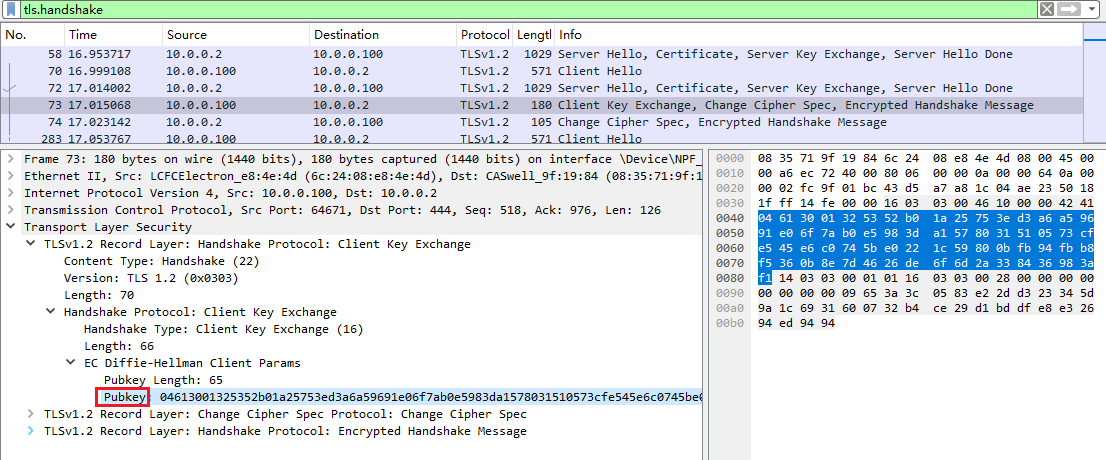 tls.handshake
No. Time Source Destination Protocol Lengtl Info
58 16.953717 10.0.0.2 10.0.0.100 TLSv1.2 1029 Server Hello, Certificate, Server Key Exchange, Server Hello Done
70 16.999108 10.0.0.100 10.0.0.2 TLSv1.2 571 Client Hello
72 17.014002 10.0.0.2 10.0.0.100 TLSv1.2 1029 Server Hello, Certificate, Server Key Exchange, Server Hello Done
73 17.015068 10.0.0.100 10.0.0.2 TLSv1.2 180 Client Key Exchange, Change Cipher Spec, Encrypted Handshake Message
74 17.023142 10.0.0.2 10.0.0.100 TLSv1.2 105 Change Cipher Spec, Encrypted Handshake Message
283 17.053767 10.0.0.100 10.0.0.2 TLSv1.2 571 Client Hello
Frame 73: 180 bytes on wire (1440 bits), 180 bytes captured (1440 bits) on interface \Device\NPF_
Ethernet II, Src: LCFCElectron_e8:4e:4d (6c:24:08:e8:4e:4d), Dst: CASwell_9f:19:84 (08:35:71:9f:1
Internet Protocol Version 4, Src: 10.0.0.100, Dst: 10.0.0.2
Transmission Control Protocol, Src Port: 64671, Dst Port: 444, Seq: 518, Ack: 976, Len: 126
Transport Layer Security
TLSv1.2 Record Layer: Handshake Protocol: Client Key Exchange
Content Type: Handshake (22)
Version: TLS 1.2 (0x0303)
Length: 70
Handshake Protocol: Client Key Exchange
Handshake Type: Client Key Exchange (16)
Length: 66
EC Diffie-Hellman Client Params
Pubkey Length: 65
Pubkey: 04613001325352b01a25753ed3a6a59691e06f7ab0e5983da1578031510573cfe545e6c0745be0
TLSv1.2 Record Layer: Change Cipher Spec Protocol: Change Cipher Spec
TLSv1.2 Record Layer: Handshake Protocol: Encrypted Handshake Message
0000 08 35 71 9f 19 84 6c 24 08 e8 4e 4d 08 00 45 00
0010 00 a6 ec 72 40 00 80 06 00 00 0a 00 00 64 0a 00
0020 00 02 fc 9f 01 bc 43 d5 a7 a8 1c 04 ae 23 50 18
0030 1f ff 14 fe 00 00 16 03 03 00 46 10 00 00 42 41
0040 04 61 30 01 32 53 52 b0 1a 25 75 3e d3 a6 a5 96
0050 91 e0 6f 7a b0 e5 98 3d a1 57 80 31 51 05 73 cf
0060 e5 45 e6 c0 74 5b e0 22 1c 59 80 0b fb 94 fb b8
0070 f5 36 0b 8e 7d 46 26 de 6f 6d 2a 33 84 36 98 3a
0080 f1 14 03 03 00 01 01 16 03 03 00 28 00 00 00 00
0090 00 00 00 00 09 65 3a 3c 05 83 e2 2d d3 23 34 5d
00a0 9a 1c 69 31 60 07 32 b4 ce 29 d1 bd df e8 e3 26
00b0 94 ed 94 94